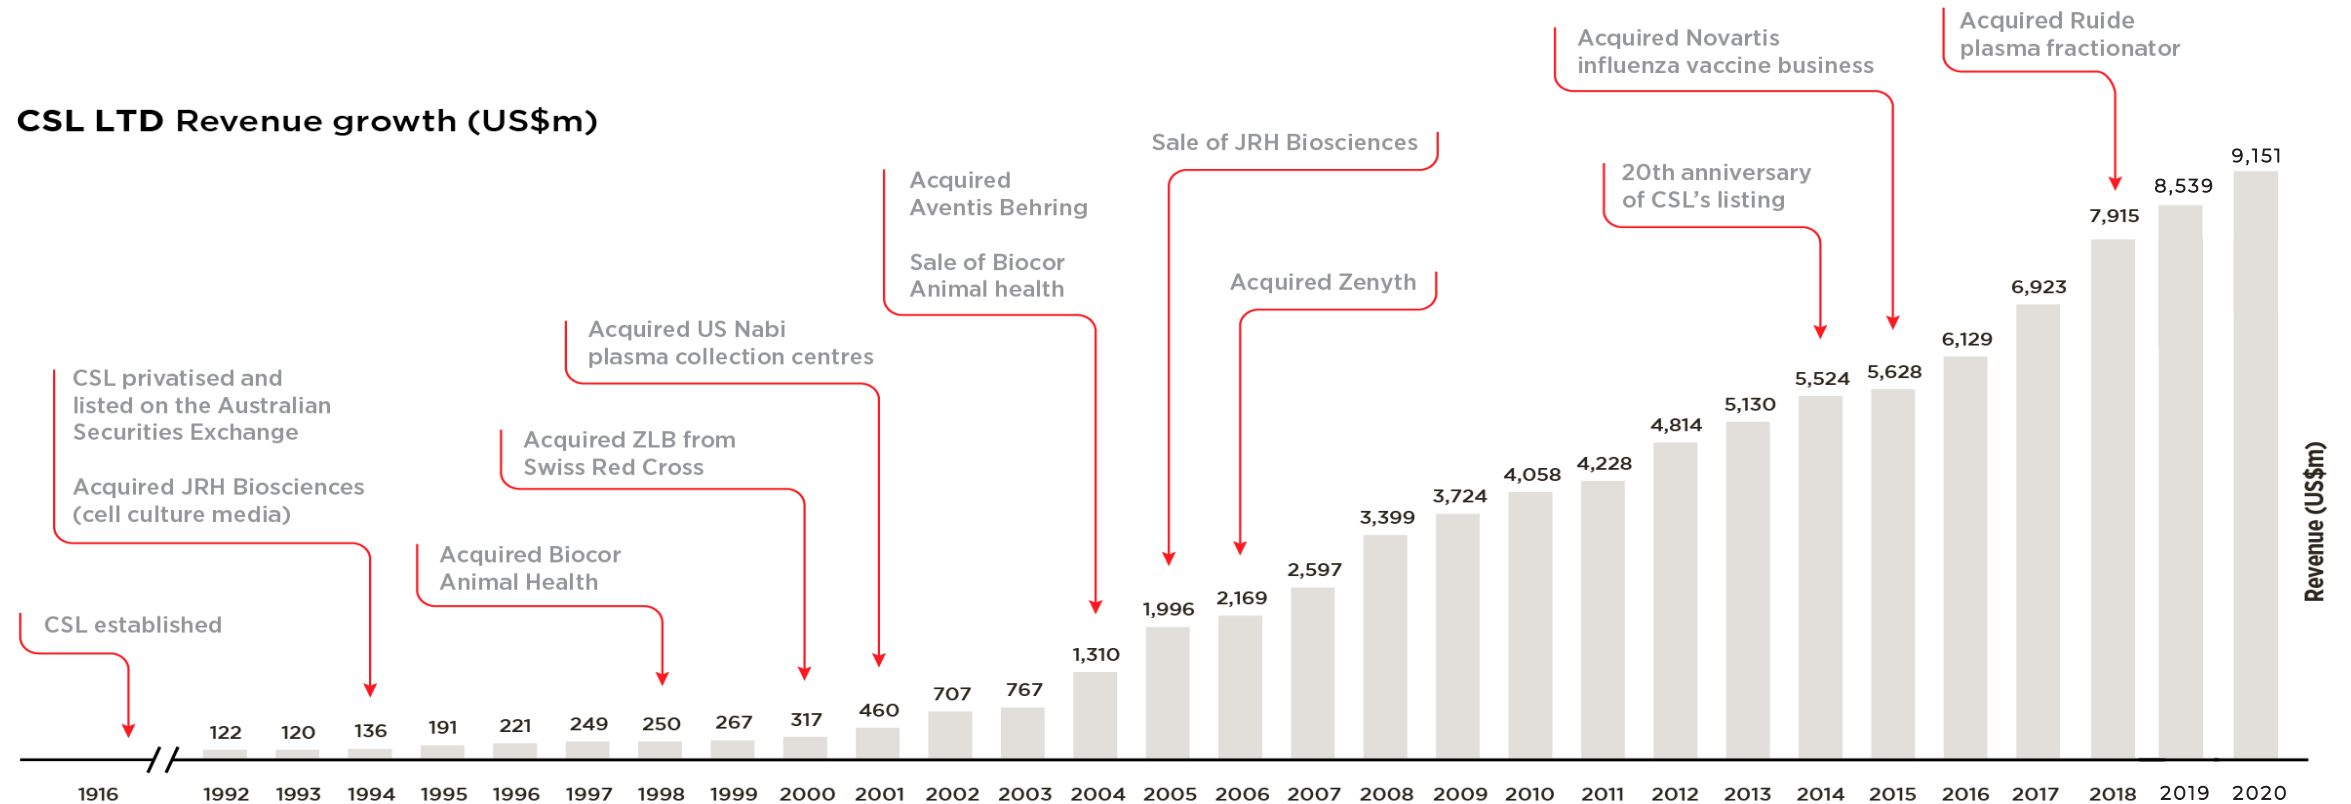 CSL LTD Revenue growth (US$m)
CSL established
CSL privatised and
listed on the Australian
Securities Exchange
Acquired JRH Biosciences
(cell culture media)
Acquired Biocor
Animal Health
Acquired ZLB from
Swiss Red Cross
Acquired US Nabi
plasma collection centres
Acquired
Aventis Behring
Sale of Biocor
Animal health
Sale of JRH Biosciences
Acquired Zenyth
20th anniversary
of CSL’s listing
Acquired Novartis
influenza vaccine business
Acquired Ruide
plasma fractionator
122 120 136 191 221 249 250 267 317 460 707 767 1,310 1,996 2,169 2,597 3,399 3,724 4,058 4,228 4,814 5,130 5,524 5,628 6,129 6,923 7,915 8,539 9,151
1916 1992 1993 1994 1995 1996 1997 1998 1999 2000 2001 2002 2003 2004 2005 2006 2007 2008 2009 2010 2011 2012 2013 2014 2015 2016 2017 2018 2019 2020
Revenue (US$m)